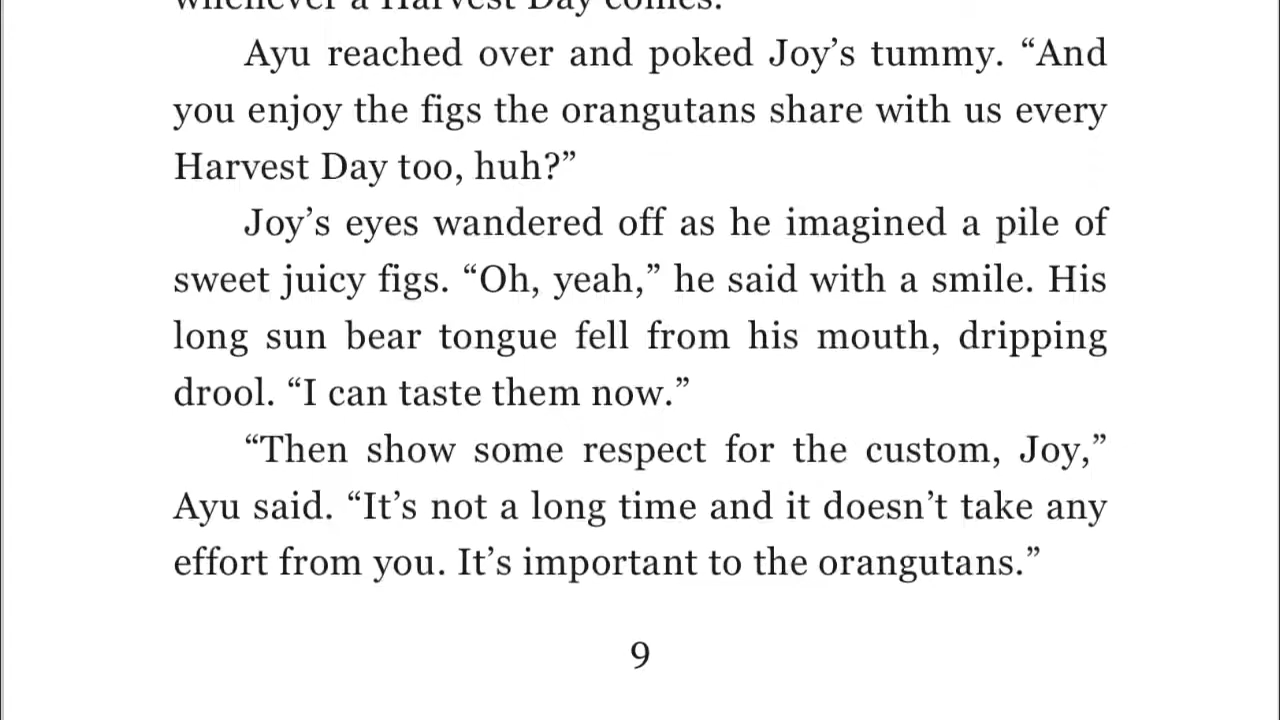 whenever a Harvest Day comes.
Ayu reached over and poked Joy’s tummy. “And
you enjoy the figs the orangutans share with us every
Harvest Day too, huh?”
Joy’s eyes wandered off as he imagined a pile of
sweet juicy figs. “Oh, yeah,” he said with a smile. His
long sun bear tongue fell from his mouth, dripping
drool. “I can taste them now.”
“Then show some respect for the custom, Joy,”
Ayu said. “It’s not a long time and it doesn’t take any
effort from you. It’s important to the orangutans.”
9